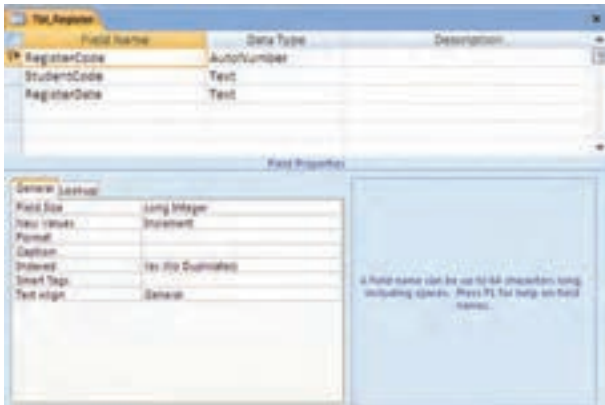 Tbl_Register
Field Name Data Type Description
RegisterCode AutoNumber
StudentCode Text
RegisterDate Text
Field Properties
General Lookup
Field Size Long Integer
New Values Increment
Format
Caption
Indexed Yes (No Duplicates)
Smart Tags
Text Align General
A field name can be up to 64 characters long,
including spaces. Press F1 for help on field
names.